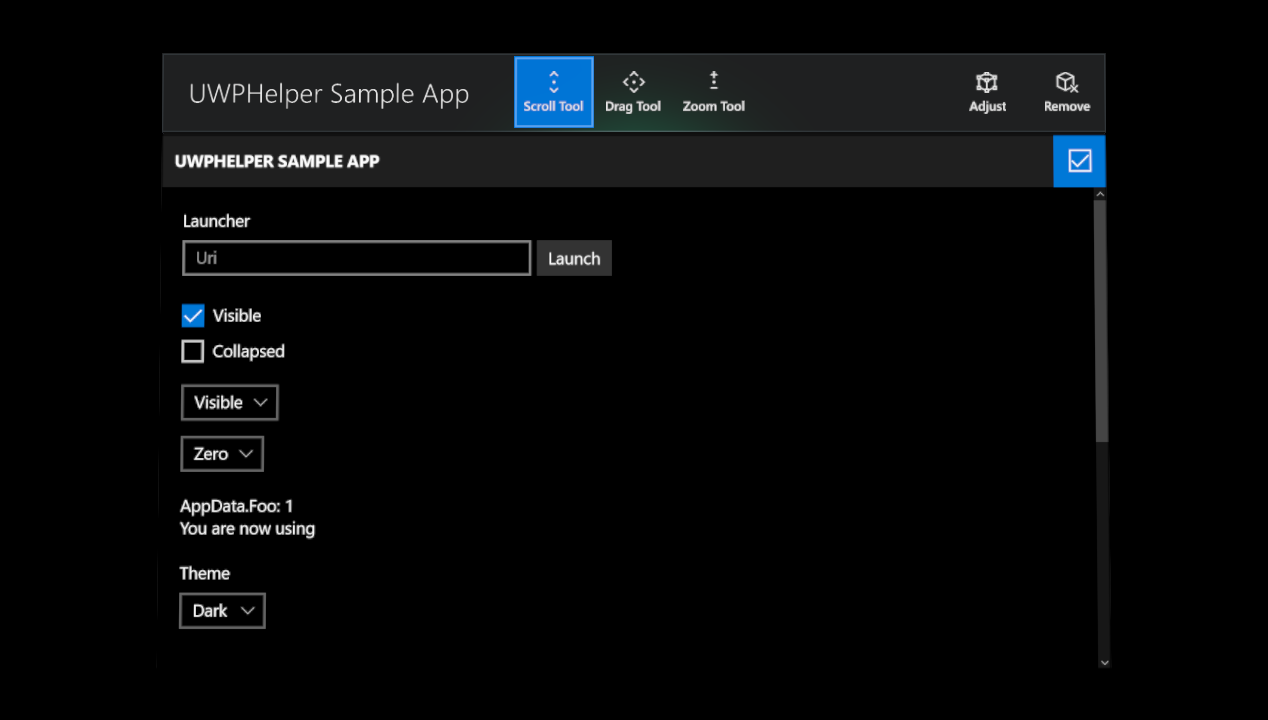 UWPHelper Sample App
Scroll Tool
Drag Tool
Zoom Tool
Adjust
Remove
UWPHELPER SAMPLE APP
Launcher
Uri
Launch
Visible
Collapsed
Visible
Zero
AppData.Foo: 1
You are now using
Theme
Dark